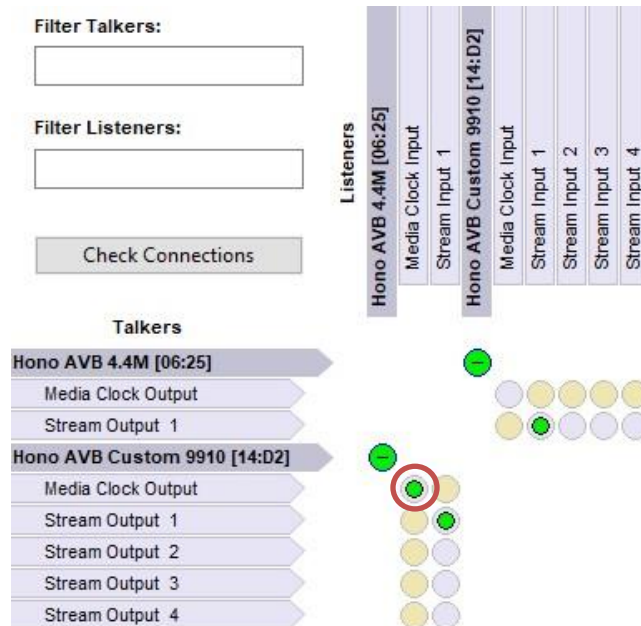 Filter Talkers:
Filter Listeners:
Check Connections
Listeners
Hono AVB 4.4M [06:25]
Media Clock Input
Stream Input 1
Hono AVB Custom 9910 [14:D2]
Media Clock Input
Stream Input 1
Stream Input 2
Stream Input 3
Stream Input 4
Talkers
Hono AVB 4.4M [06:25]
Media Clock Output
Stream Output 1
Hono AVB Custom 9910 [14:D2]
Media Clock Output
Stream Output 1
Stream Output 2
Stream Output 3
Stream Output 4